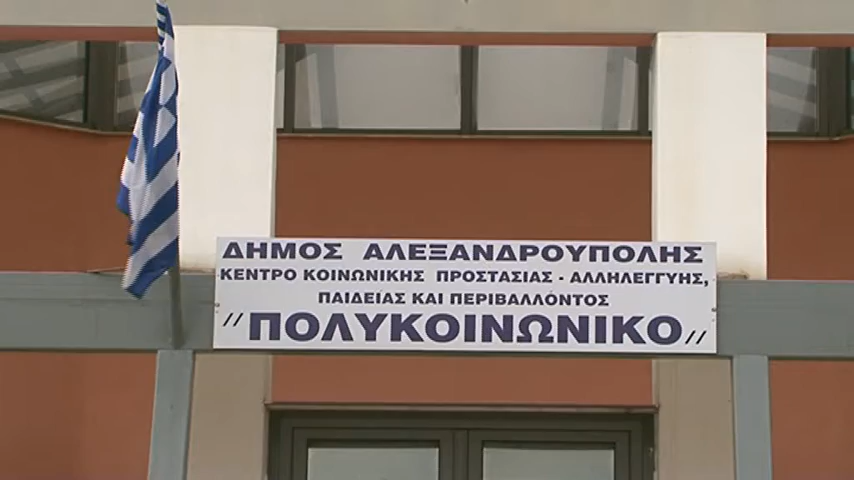 ΔΗΜΟΣ ΑΛΕΞΑΝΔΡΟΥΠΟΛΗΣ
ΚΕΝΤΡΟ ΚΟΙΝΩΝΙΚΗΣ ΠΡΟΣΤΑΣΙΑΣ - ΑΛΛΗΛΕΓΓΥΗΣ,
ΠΑΙΔΕΙΑΣ ΚΑΙ ΠΕΡΙΒΑΛΛΟΝΤΟΣ
"ΠΟΛΥΚΟΙΝΩΝΙΚΟ"